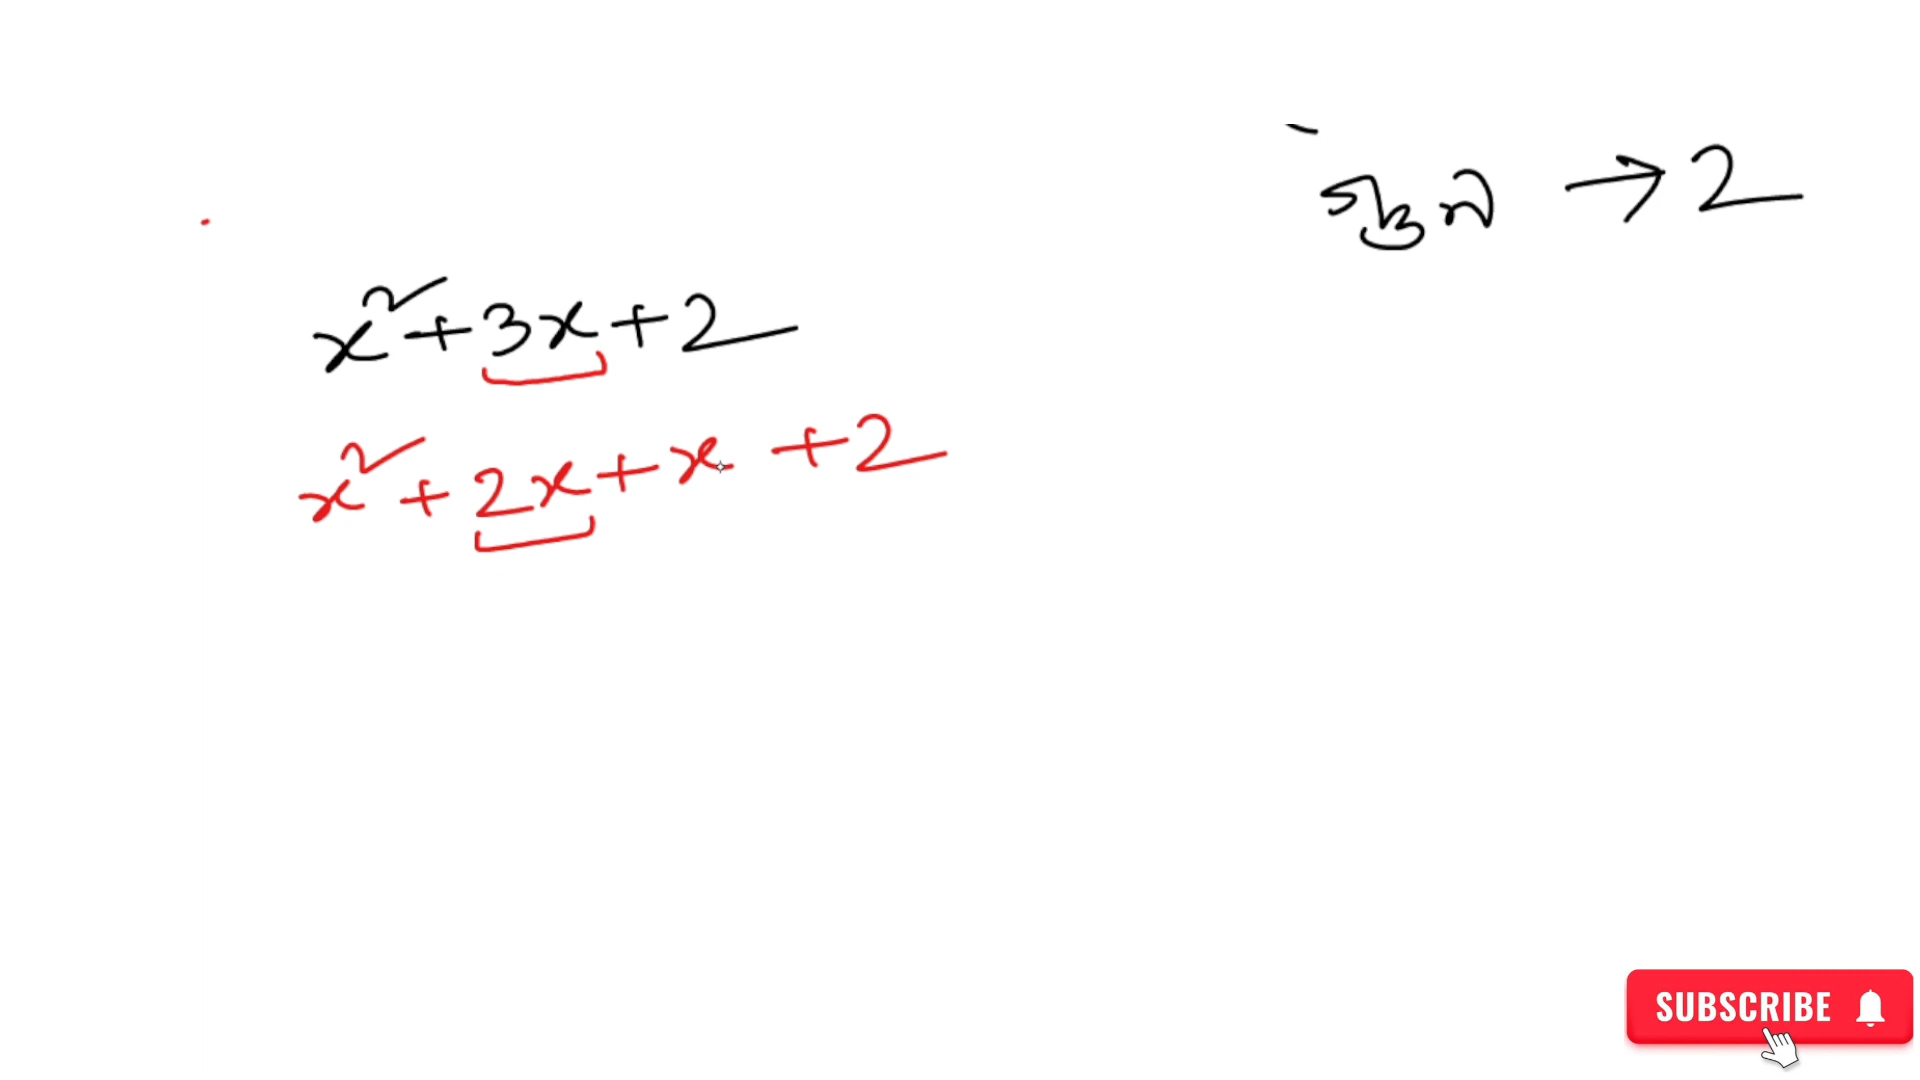 → 2
x² + 3x + 2
x² + 2x + x + 2
SUBSCRIBE